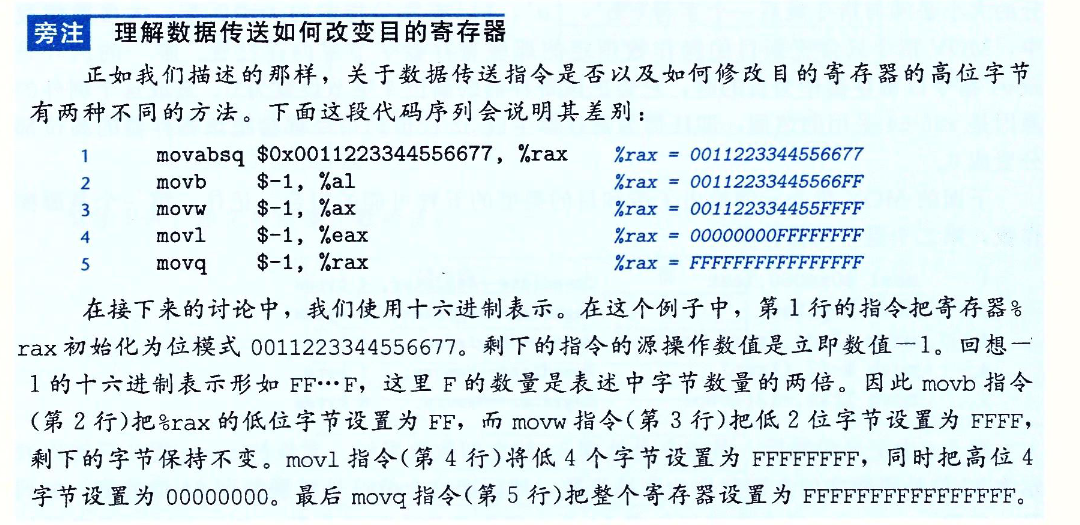 旁注 理解数据传送如何改变目的寄存器
正如我们描述的那样，关于数据传送指令是否以及如何修改目的寄存器的高位字节
有两种不同的方法。下面这段代码序列会说明其差别：
1 movabsq $0x0011223344556677, %rax %rax = 0011223344556677
2 movb $-1, %al %rax = 00112233445566FF
3 movw $-1, %ax %rax = 001122334455FFFF
4 movl $-1, %eax %rax = 00000000FFFFFFFF
5 movq $-1, %rax %rax = FFFFFFFFFFFFFFFF
在接下来的讨论中，我们使用十六进制表示。在这个例子中，第 1 行的指令把寄存器%
rax 初始化为位模式 0011223344556677。剩下的指令的源操作数值是立即数值－1。回想－
1 的十六进制表示形如 FF…F，这里 F 的数量是表述中字节数量的两倍。因此 movb 指令
(第 2 行)把%rax 的低位字节设置为 FF，而 movw 指令(第 3 行)把低 2 位字节设置为 FFFF，
剩下的字节保持不变。movl 指令(第 4 行)将低 4 个字节设置为 FFFFFFFF，同时把高位 4
字节设置为 00000000。最后 movq 指令(第 5 行)把整个寄存器设置为 FFFFFFFFFFFFFFFF。